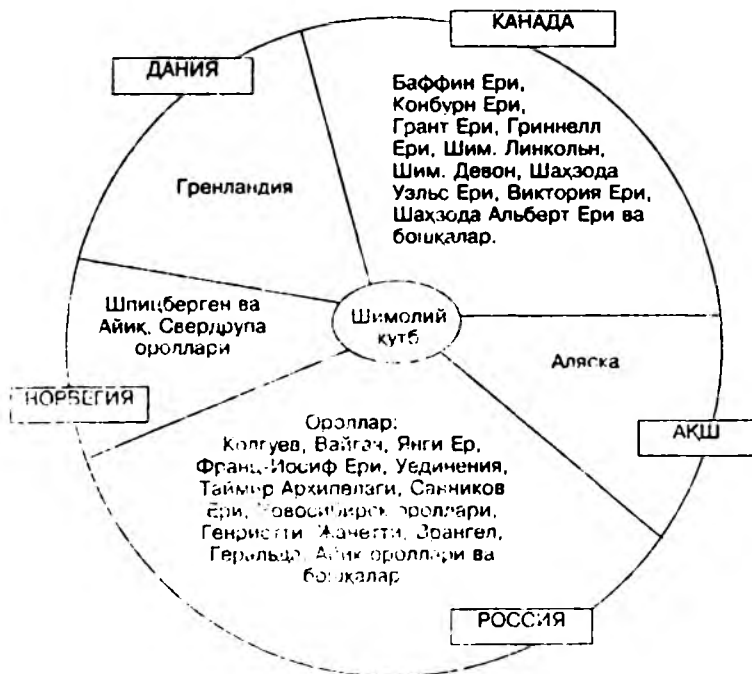 КАНАДА
ДАНИЯ
Баффин Ери,
Конбурн Ери,
Грант Ери, Гриннелл
Ери, Шим. Линкольн,
Шим. Девон, Шаҳзода
Уэльс Ери, Виктория Ери,
Шаҳзода Альберт Ери ва
бошқалар.
Гренландия
Шпицберген ва
Айиқ, Свердрупа
ороллари
Шимолий
қутб
Аляска
НОРВЕГИЯ
АҚШ
Ороллар:
Колгуев, Вайгач, Янги Ер,
Франц-Иосиф Ери, Уединения,
Таймир Архипелаги, Санников
Ери, Новосибирск ороллари,
Генриетти, Жачетти, Врангел,
Геральда, Айиқ ороллари ва
бошқалар
РОССИЯ